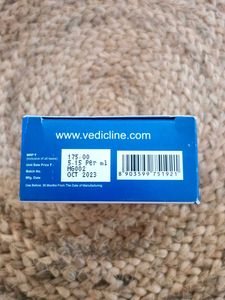 www.vedicline.com
MRP ₹
(Inclusive of all taxes)
Unit Sale Price ₹
Batch No.
Mfg. Date
175.00
5.15 Per ml
MG002
OCT 2023
8 903599 751921
Use Before: 36 Months From The Date of Manufacturing